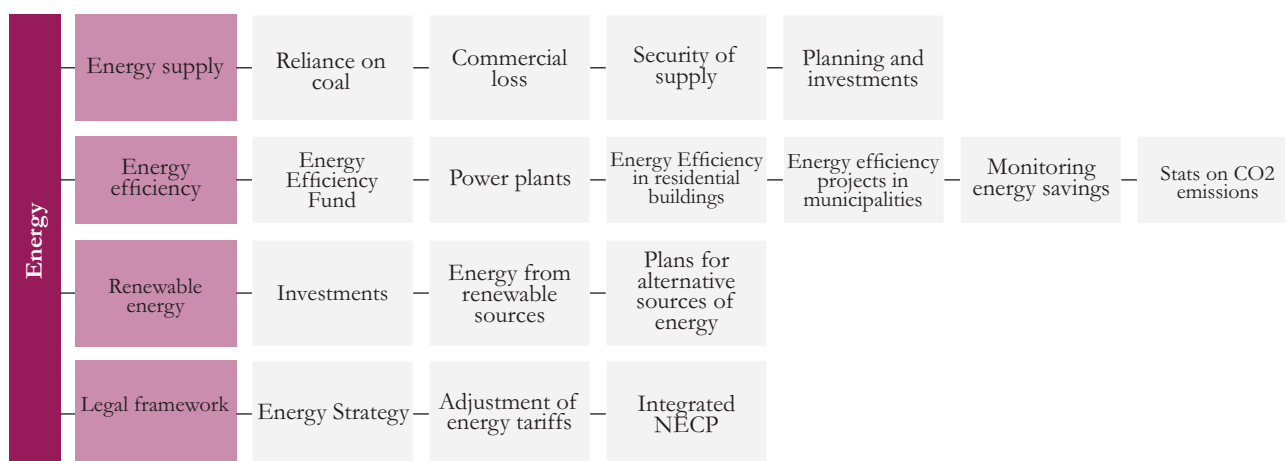 Energy
Energy supply
Reliance on
coal
Commercial
loss
Security of
supply
Planning and
investments
Energy
efficiency
Energy
Efficiency
Fund
Power plants
Energy Efficiency
in residential
buildings
Energy efficiency
projects in
municipalities
Monitoring
energy savings
Stats on CO2
emissions
Renewable
energy
Investments
Energy from
renewable
sources
Plans for
alternative
sources of
energy
Legal framework
Energy Strategy
Adjustment of
energy tariffs
Integrated
NECP